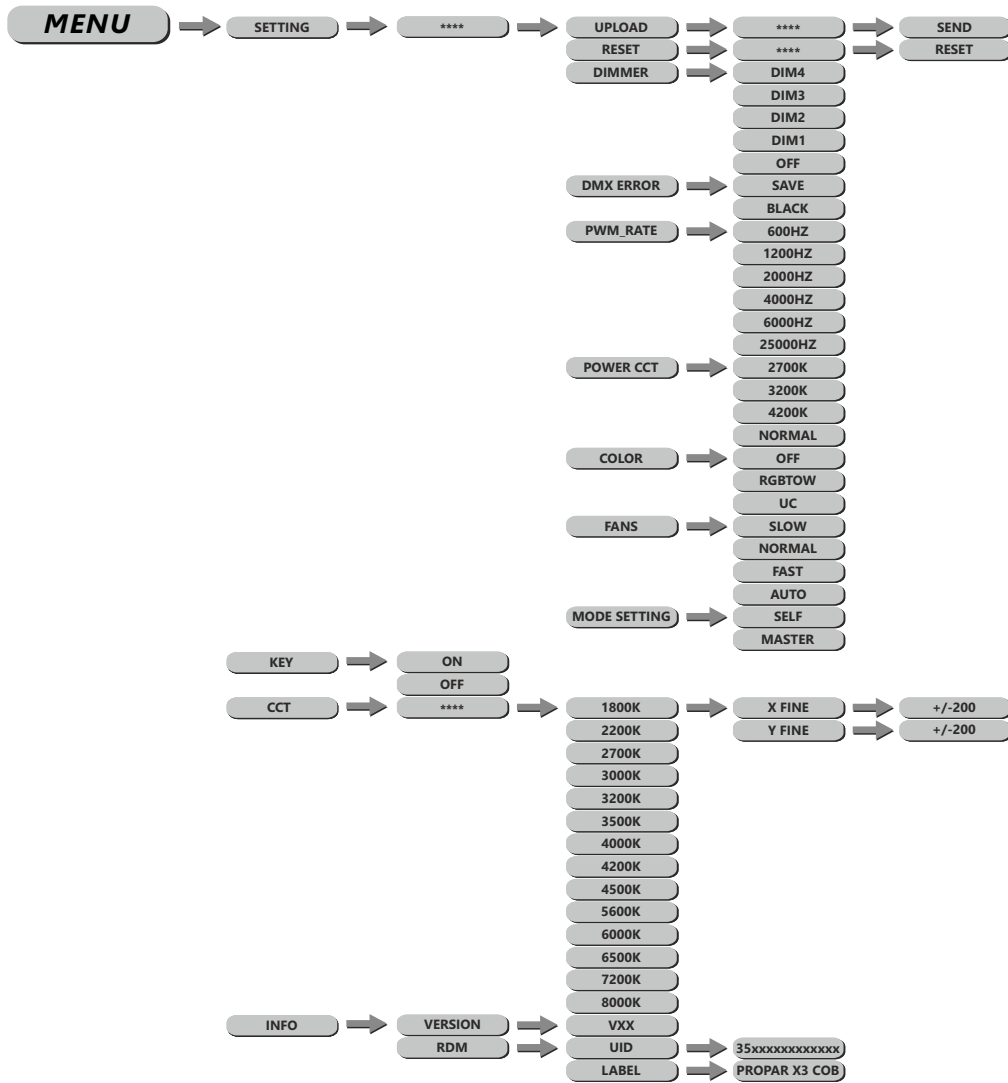 MENU SETTING **** UPLOAD **** SEND
RESET **** RESET
DIMMER DIM4
DIM3
DIM2
DIM1
OFF
DMX ERROR SAVE
BLACK
PWM_RATE 600HZ
1200HZ
2000HZ
4000HZ
6000HZ
25000HZ
POWER CCT 2700K
3200K
4200K
NORMAL
COLOR OFF
RGBTOW
UC
FANS SLOW
NORMAL
FAST
AUTO
MODE SETTING SELF
MASTER
KEY ON
OFF
CCT **** 1800K X FINE +/-200
2200K Y FINE +/-200
2700K
3000K
3200K
3500K
4000K
4200K
4500K
5600K
6000K
6500K
7200K
8000K
INFO VERSION VXX
RDM UID 35xxxxxxxxxxxx
LABEL PROPAR X3 COB